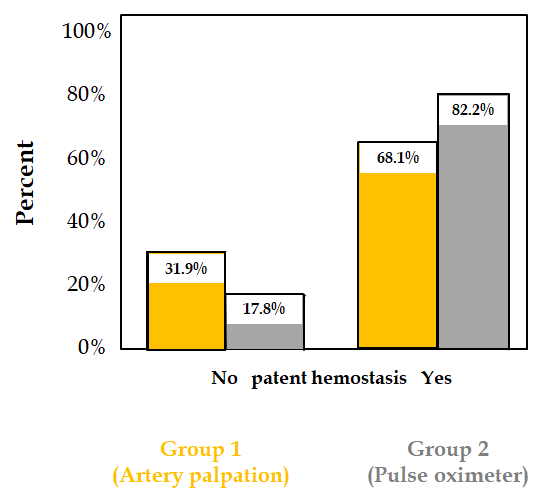 100%
80%
60%
40%
20%
0%
Percent
31.9%
17.8%
68.1%
82.2%
No patent hemostasis Yes
Group 1
(Artery palpation)
Group 2
(Pulse oximeter)